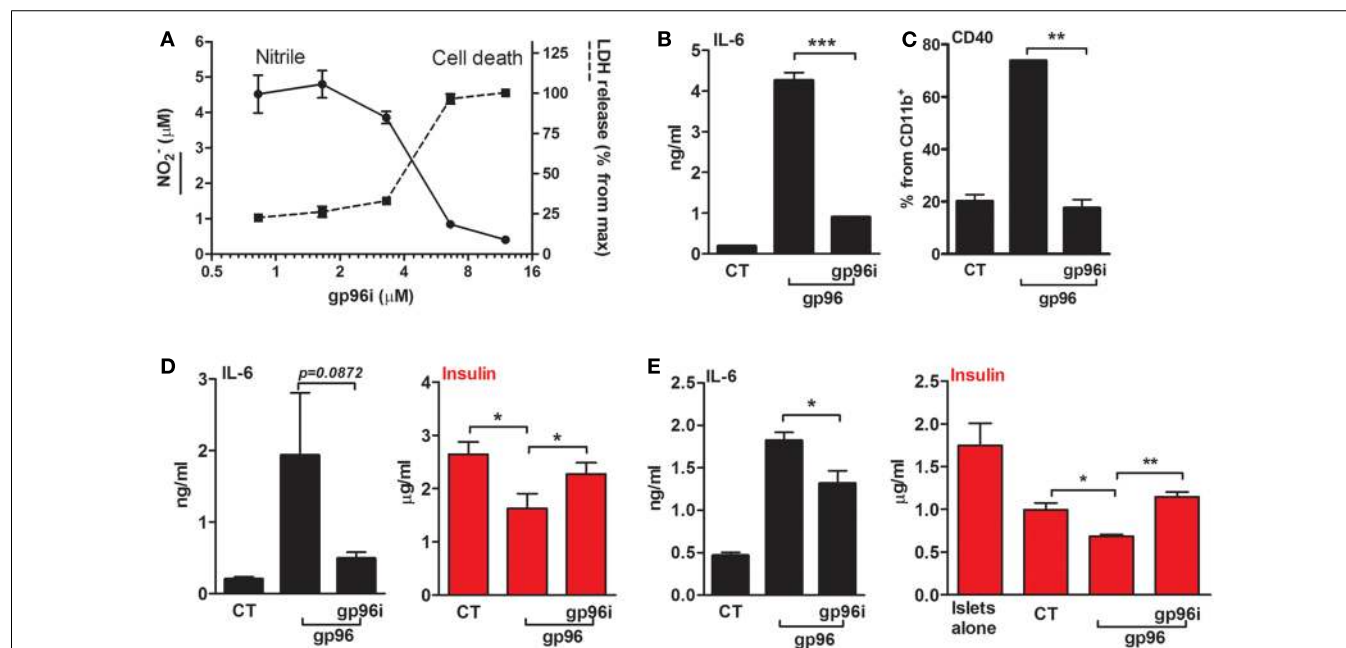 A
Nitrile
Cell death
NO2- (µM)
6
5
4
3
2
1
0
125
100
75
50
25
0
LDH release (% from max)
0.5 1 2 4 8 16
gp96i (µM)
B
IL-6
***
ng/ml
5
4
3
2
1
0
CT
gp96i
gp96
C
CD40
**
% from CD11b+
80
60
40
20
0
CT
gp96i
gp96
D
IL-6
p=0.0872
ng/ml
3
2
1
0
CT
gp96i
gp96
Insulin
*
*
µg/ml
4
3
2
1
0
CT
gp96i
gp96
E
IL-6
*
ng/ml
2.5
2.0
1.5
1.0
0.5
0.0
CT
gp96i
gp96
Insulin
*
**
µg/ml
2.5
2.0
1.5
1.0
0.5
0.0
Islets
alone
CT
gp96i
gp96